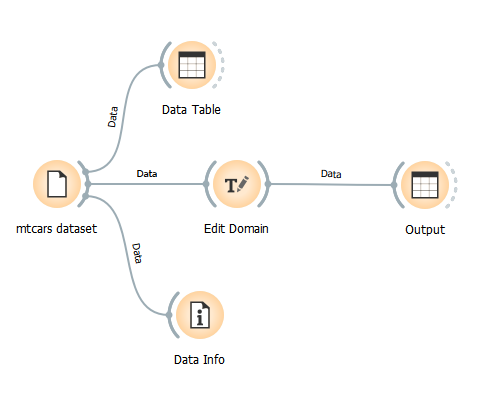 Data
Data Table
Data
Data
mtcars dataset
Edit Domain
Output
Data
Data Info